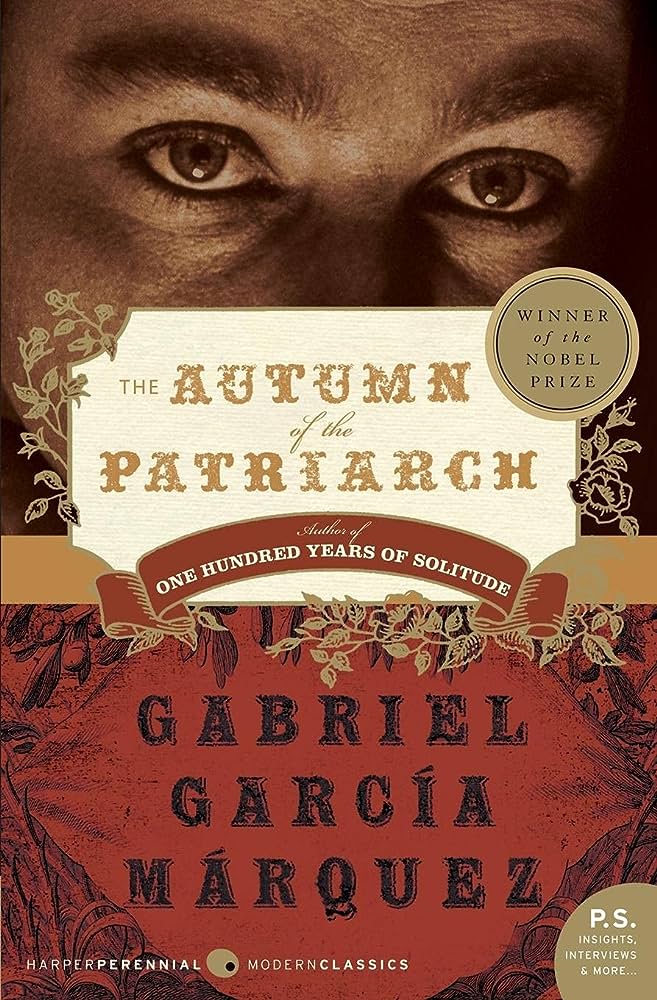 WINNER
of the
NOBEL
PRIZE
THE AUTUMN
of the
PATRIARCH
Author of
ONE HUNDRED YEARS OF SOLITUDE
GABRIEL
GARCÍA
MÁRQUEZ
P.S.
INSIGHTS,
INTERVIEWS
& MORE...
HARPERPERENNIAL MODERNCLASSICS